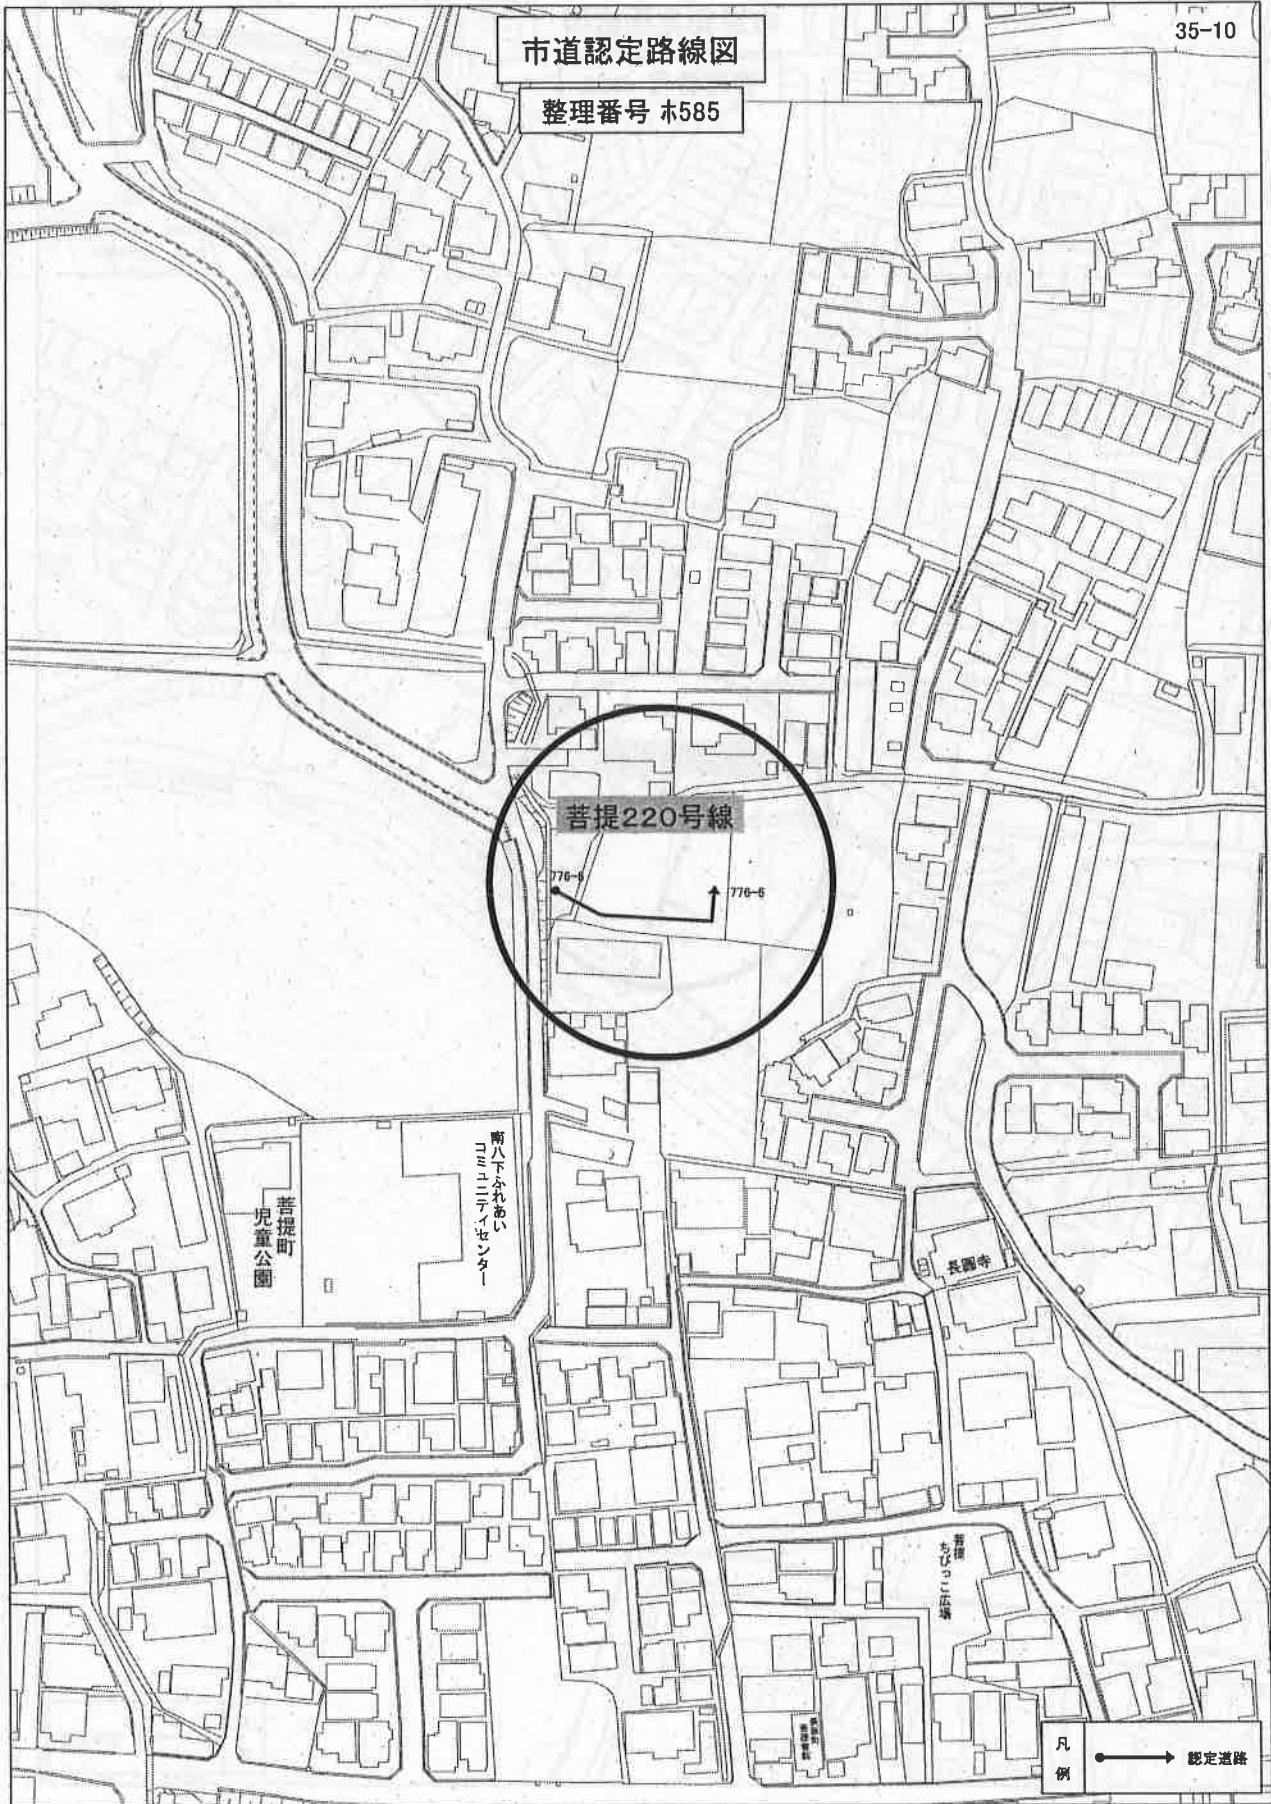 35-10
市道認定路線図
整理番号 ホ585
菩提220号線
776-6
776-6
南八下ふれあい
コミュニティセンター
菩提町
児童公園
長圓寺
菩提
ちびっこ広場
凡例
認定道路